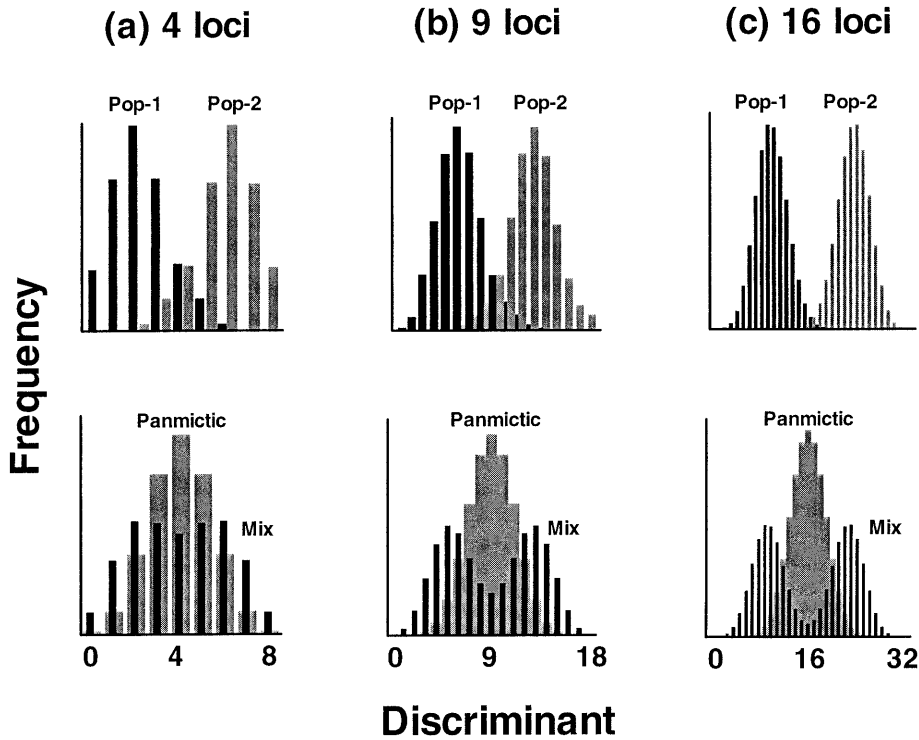 (a) 4 loci
(b) 9 loci
(c) 16 loci
Pop-1
Pop-2
Pop-1
Pop-2
Pop-1
Pop-2
Frequency
Panmictic
Mix
Panmictic
Mix
Panmictic
Mix
0 4 8
0 9 18
0 16 32
Discriminant